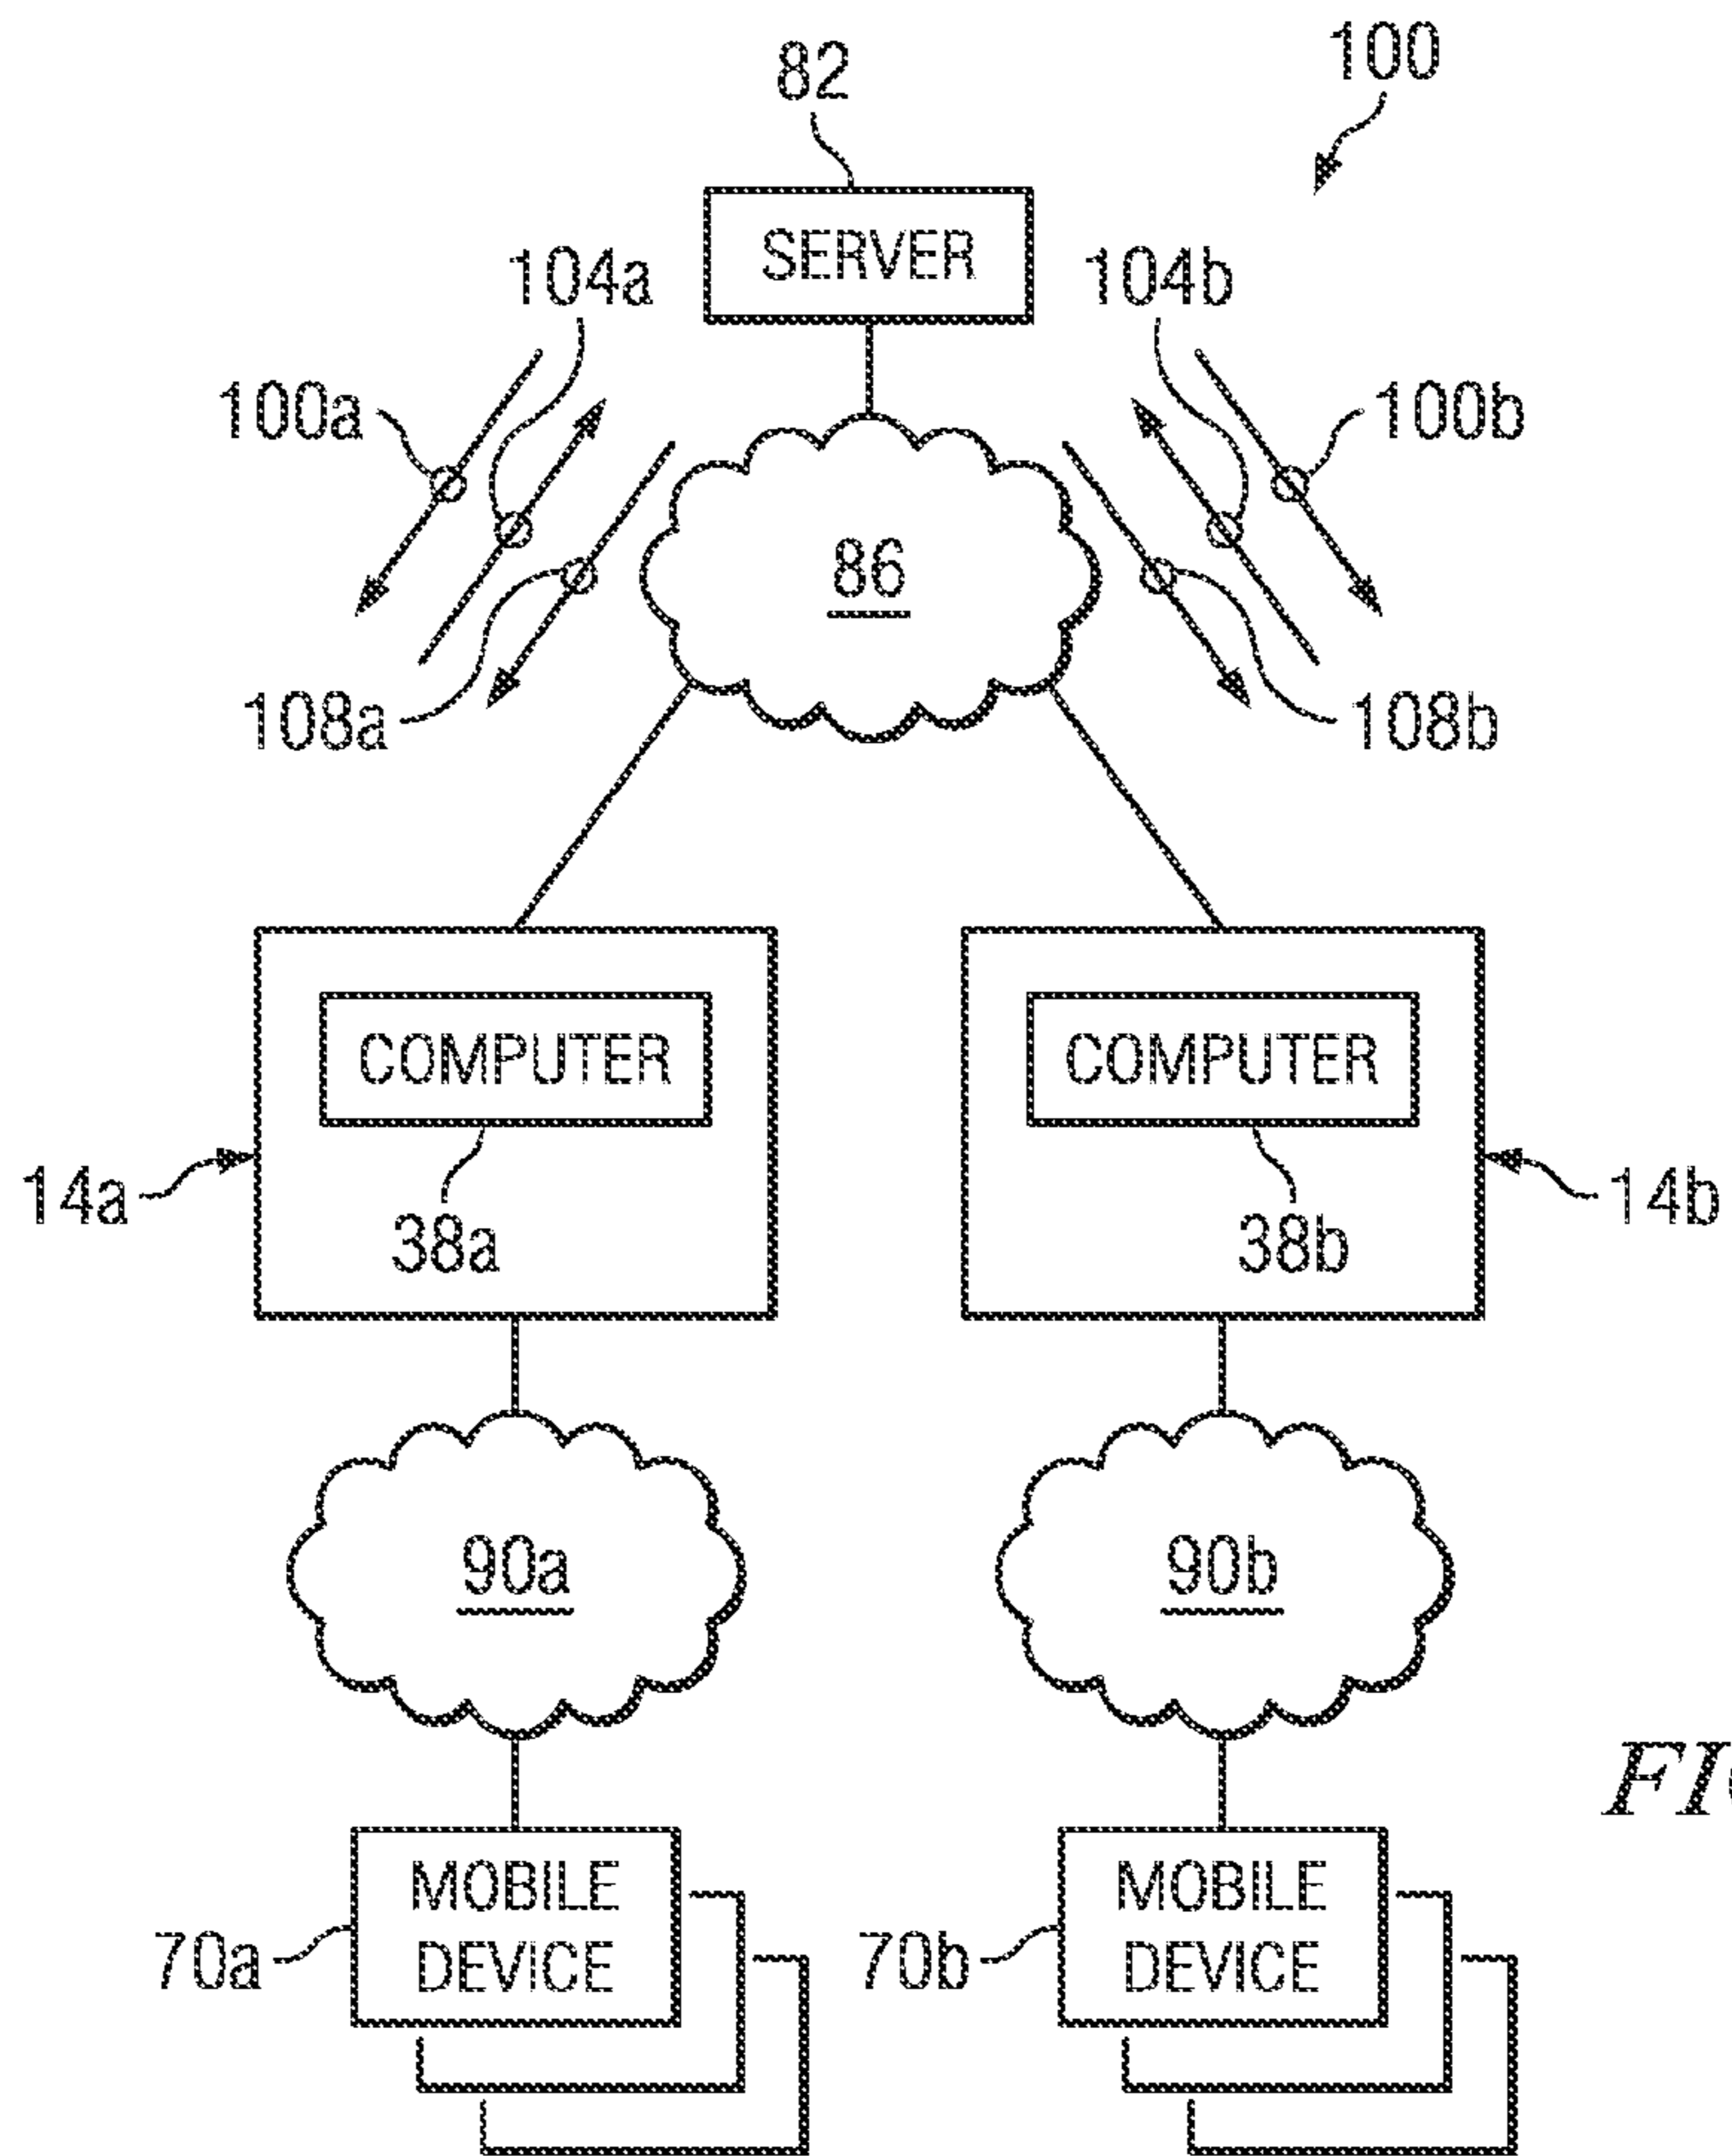 100
82
SERVER
104a
104b
100a
100b
86
108a
108b
COMPUTER
COMPUTER
14a
38a
38b
14b
90a
90b
MOBILE
DEVICE
70a
MOBILE
DEVICE
70b